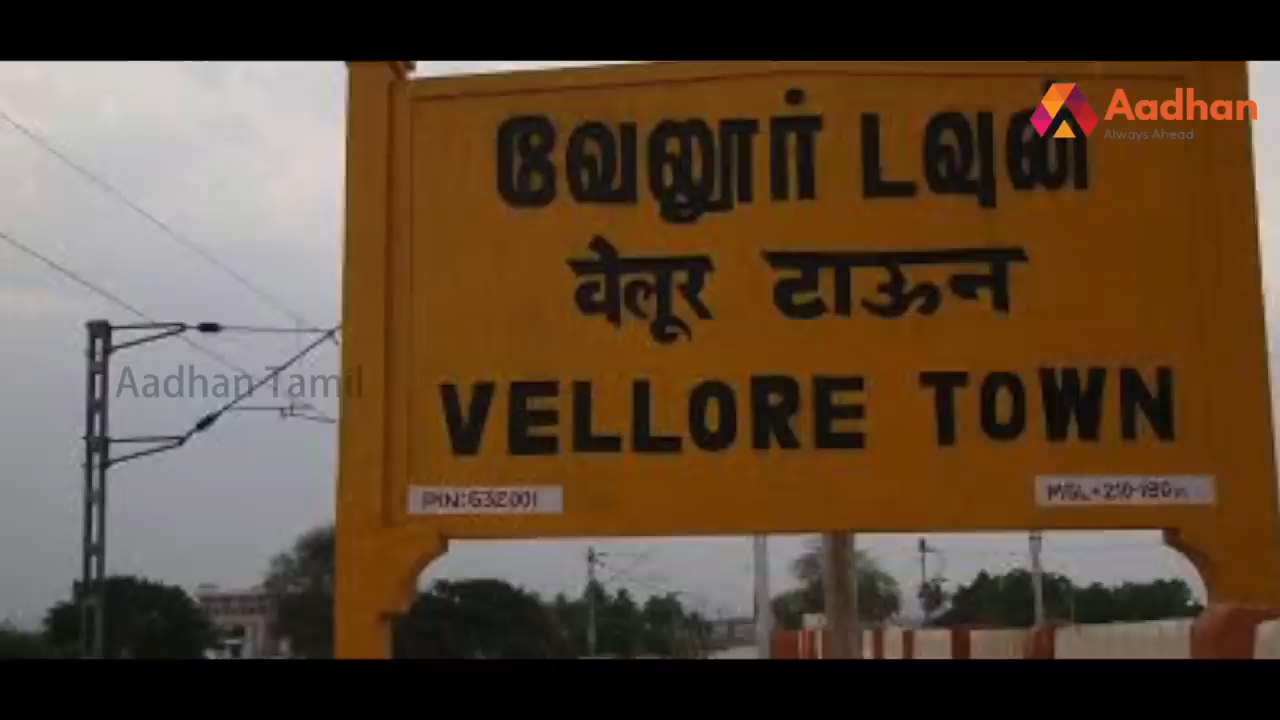 Aadhan
Always Ahead
வேலூர் டவுன்
वेलूर टाऊन
Aadhan Tamil
VELLORE TOWN
PIN:632001